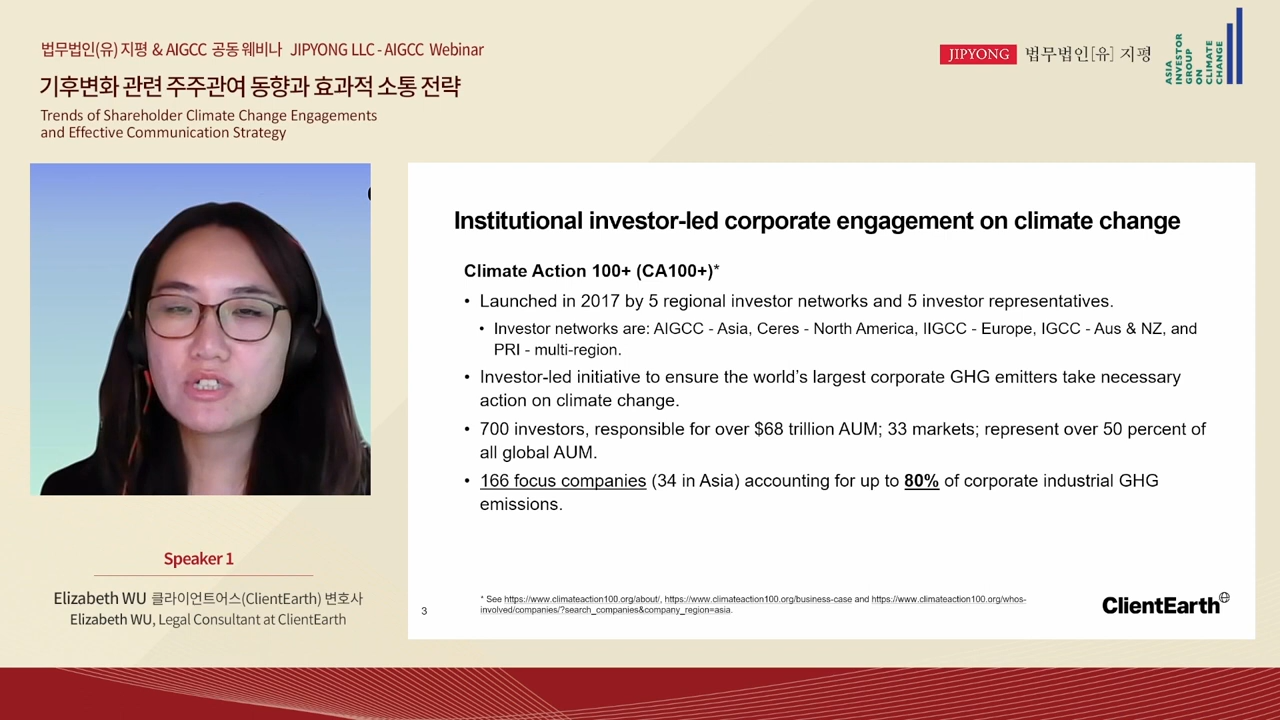 법무법인(유) 지평 & AIGCC 공동 웨비나 JIPYONG LLC - AIGCC Webinar
기후변화 관련 주주관여 동향과 효과적 소통 전략
Trends of Shareholder Climate Change Engagements
and Effective Communication Strategy
JIPYONG 법무법인[유] 지평
ASIA
INVESTOR
GROUP
ON
CLIMATE
CHANGE
Institutional investor-led corporate engagement on climate change
Climate Action 100+ (CA100+)*
• Launched in 2017 by 5 regional investor networks and 5 investor representatives.
• Investor networks are: AIGCC - Asia, Ceres - North America, IIGCC - Europe, IGCC - Aus & NZ, and
PRI - multi-region.
• Investor-led initiative to ensure the world's largest corporate GHG emitters take necessary
action on climate change.
• 700 investors, responsible for over $68 trillion AUM; 33 markets; represent over 50 percent of
all global AUM.
• 166 focus companies (34 in Asia) accounting for up to 80% of corporate industrial GHG
emissions.
* See https://www.climateaction100.org/about/, https://www.climateaction100.org/business-case and https://www.climateaction100.org/whos-
involved/companies/?search_companies&company_region=asia.
3
ClientEarth
Speaker 1
Elizabeth WU 클라이언트어스(ClientEarth) 변호사
Elizabeth WU, Legal Consultant at ClientEarth